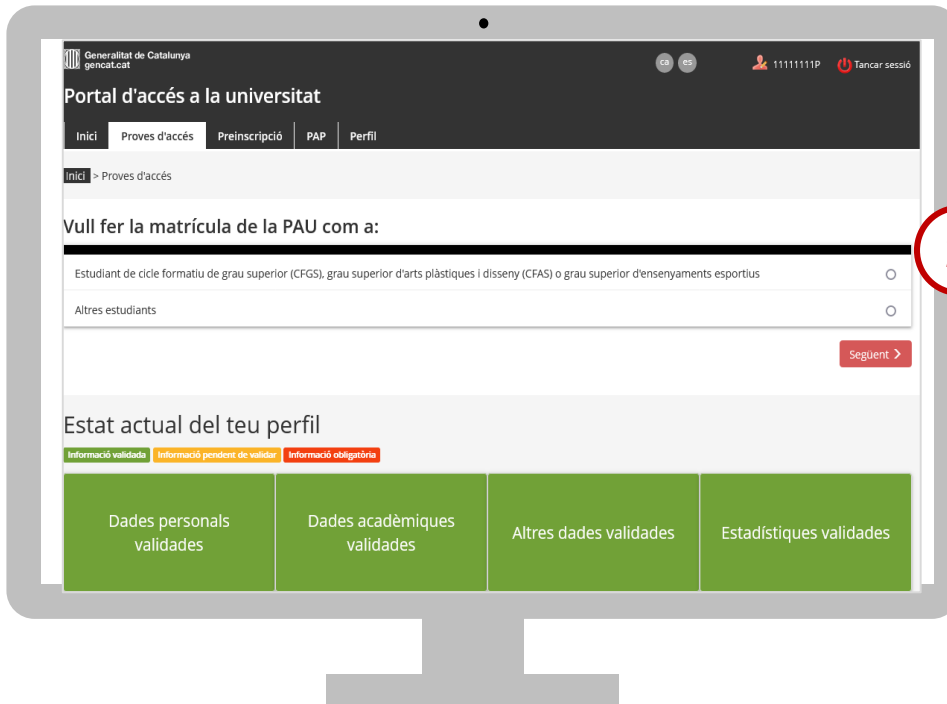 Generalitat de Catalunya
gencat.cat
ca es
11111111P
Tancar sessió
Portal d'accés a la universitat
Inici
Proves d'accés
Preinscripció
PAP
Perfil
Inici > Proves d'accés
Vull fer la matrícula de la PAU com a:
Estudiant de cicle formatiu de grau superior (CFGS), grau superior d'arts plàstiques i disseny (CFAS) o grau superior d'ensenyaments esportius
Altres estudiants
Següent
Estat actual del teu perfil
Informació validada Informació pendent de validar Informació obligatòria
Dades personals
validades
Dades acadèmiques
validades
Altres dades validades
Estadístiques validades